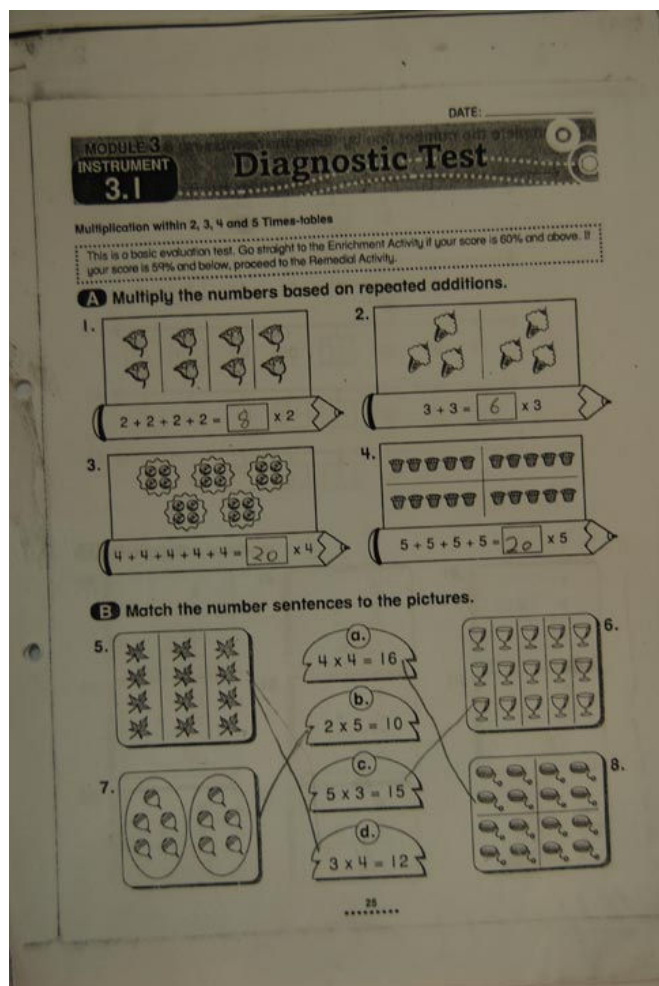 DATE:
MODULE 3
INSTRUMENT
3.1
Diagnostic Test
Multiplication within 2, 3, 4 and 5 Times-tables
This is a basic evaluation test. Go straight to the Enrichment Activity if your score is 60% and above. If
your score is 59% and below, proceed to the Remedial Activity.
A Multiply the numbers based on repeated additions.
1.
2 + 2 + 2 + 2 = 8 x 2
2.
3 + 3 = 6 x 3
3.
4 + 4 + 4 + 4 + 4 = 20 x 4
4.
5 + 5 + 5 + 5 = 20 x 5
B Match the number sentences to the pictures.
5.
a.
4 x 4 = 16
6.
b.
2 x 5 = 10
7.
c.
5 x 3 = 15
8.
d.
3 x 4 = 12
25